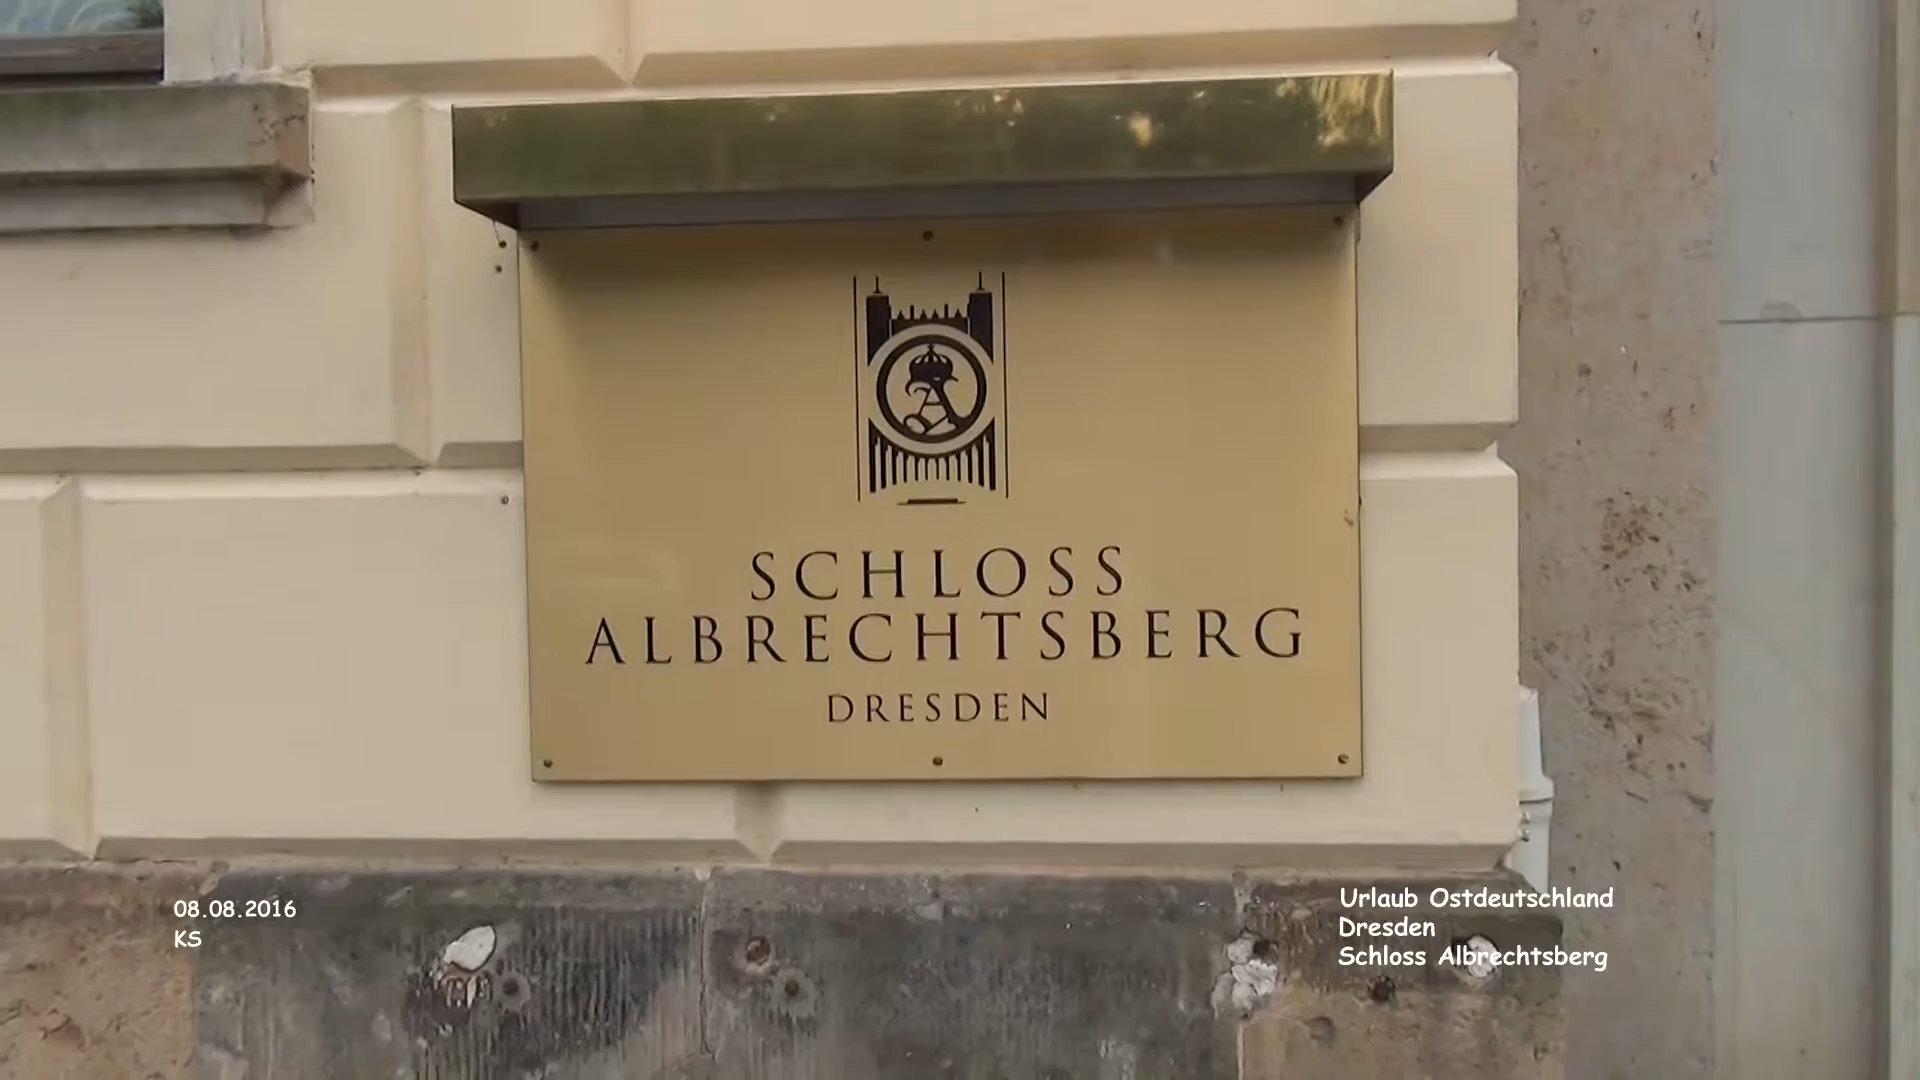 A
SCHLOSS
ALBRECHTSBERG
DRESDEN
08.08.2016
KS
Urlaub Ostdeutschland
Dresden
Schloss Albrechtsberg